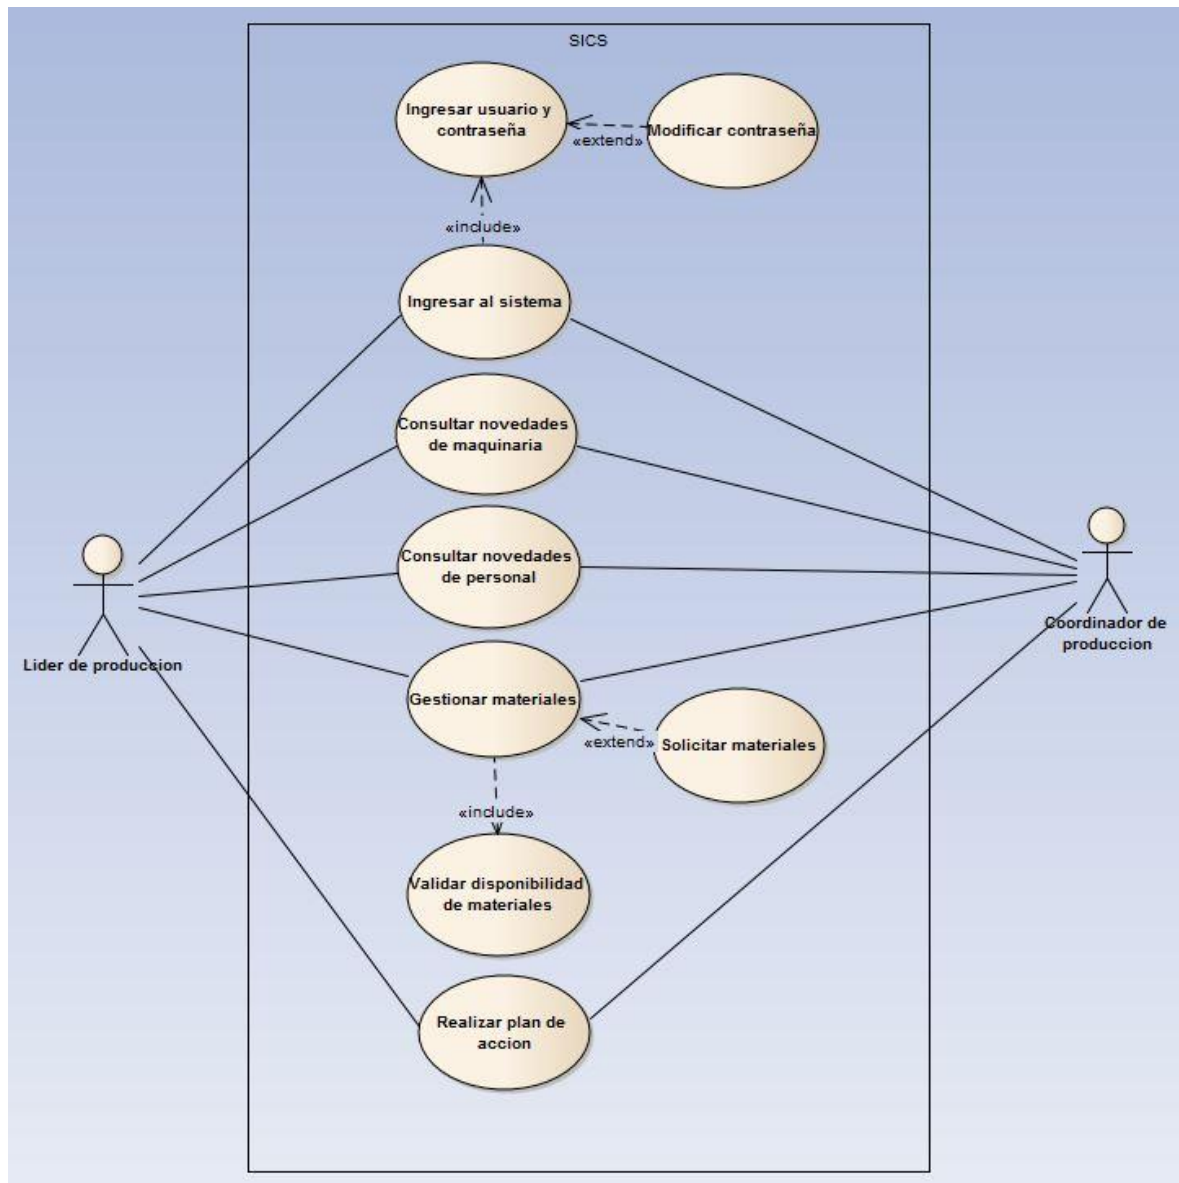 SICS
Ingresar usuario y
contraseña
Modificar contraseña
«extend»
«include»
Ingresar al sistema
Consultar novedades
de maquinaria
Consultar novedades
de personal
Lider de produccion
Coordinador de
produccion
Gestionar materiales
«extend»
Solicitar materiales
«include»
Validar disponibilidad
de materiales
Realizar plan de
accion